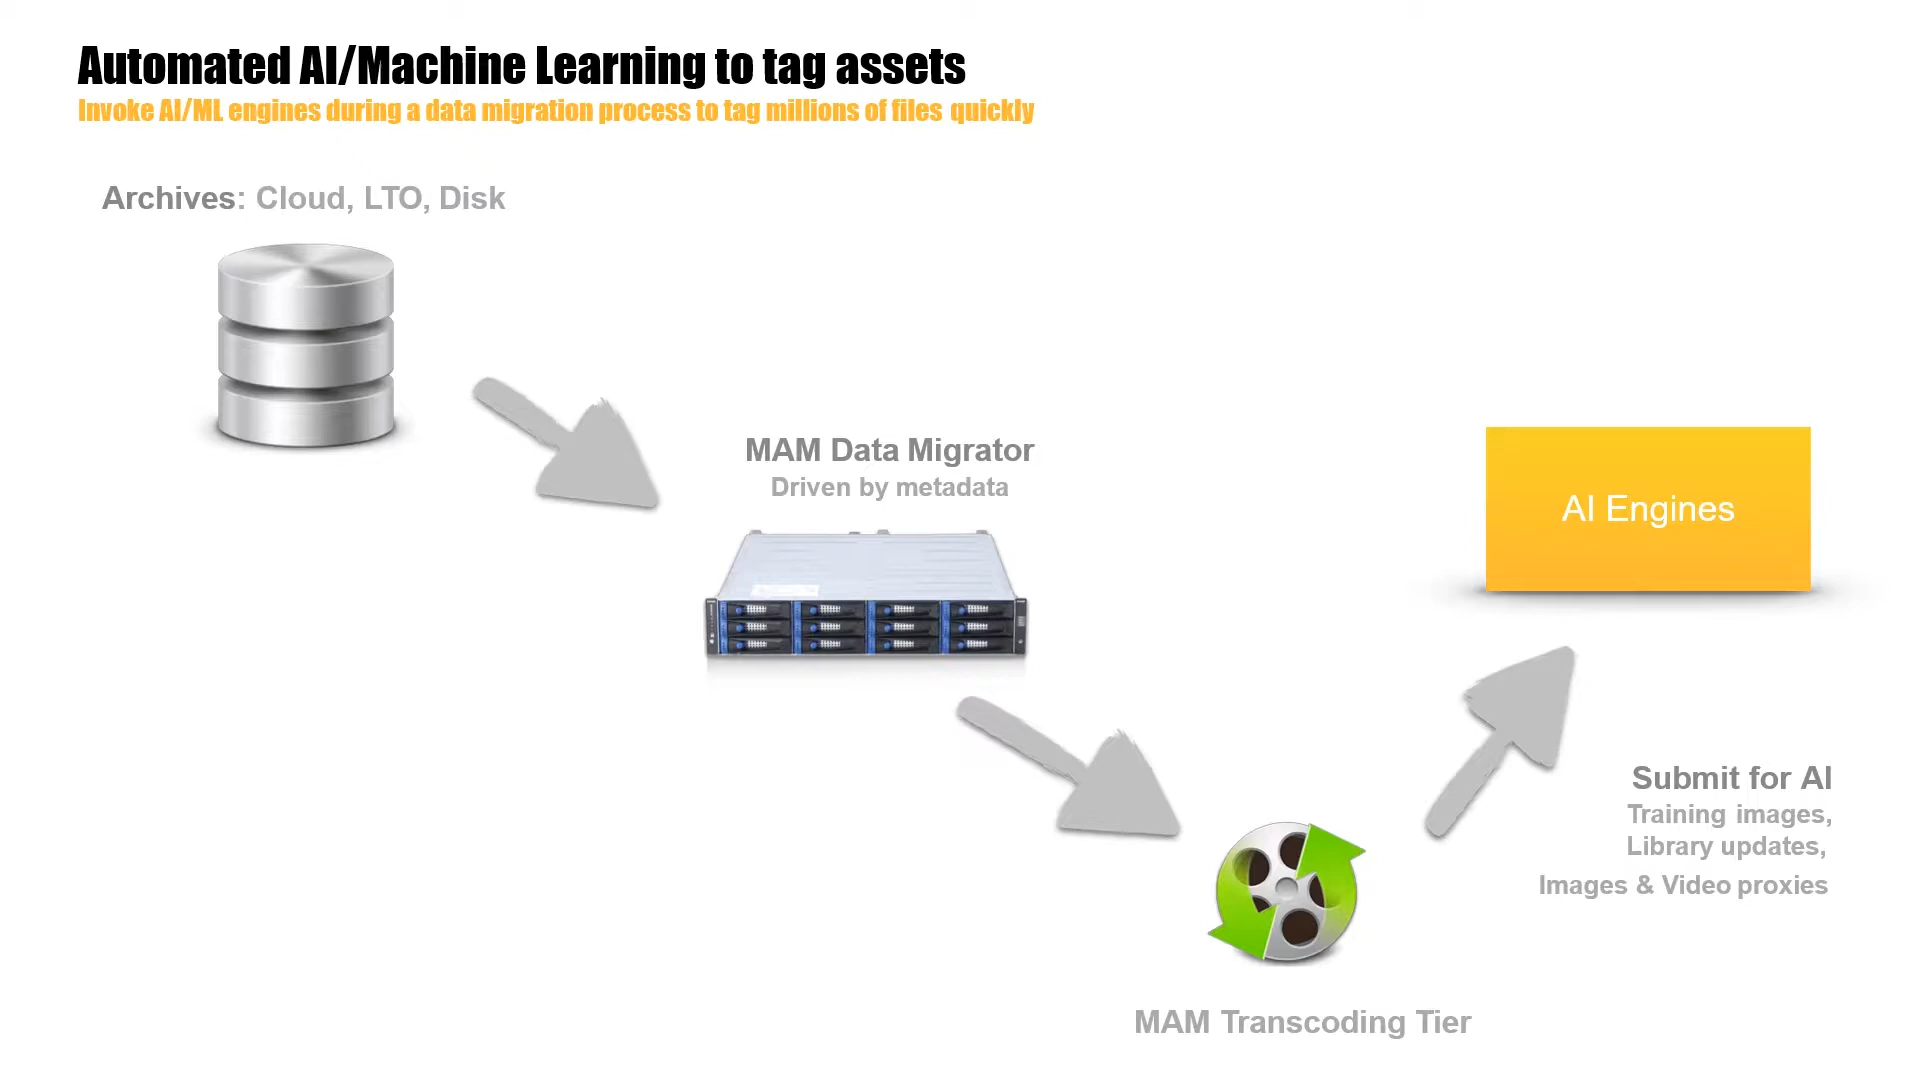 Automated AI/Machine Learning to tag assets
Invoke AI/ML engines during a data migration process to tag millions of files quickly
Archives: Cloud, LTO, Disk
MAM Data Migrator
Driven by metadata
AI Engines
Submit for AI
Training images,
Library updates,
Images & Video proxies
MAM Transcoding Tier